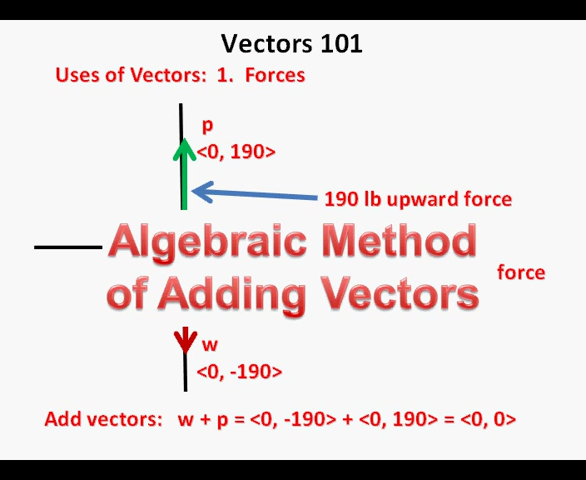 Vectors 101
Uses of Vectors: 1. Forces
p
<0, 190>
190 lb upward force
Algebraic Method
of Adding Vectors
force
w
<0, -190>
Add vectors: w + p = <0, -190> + <0, 190> = <0, 0>